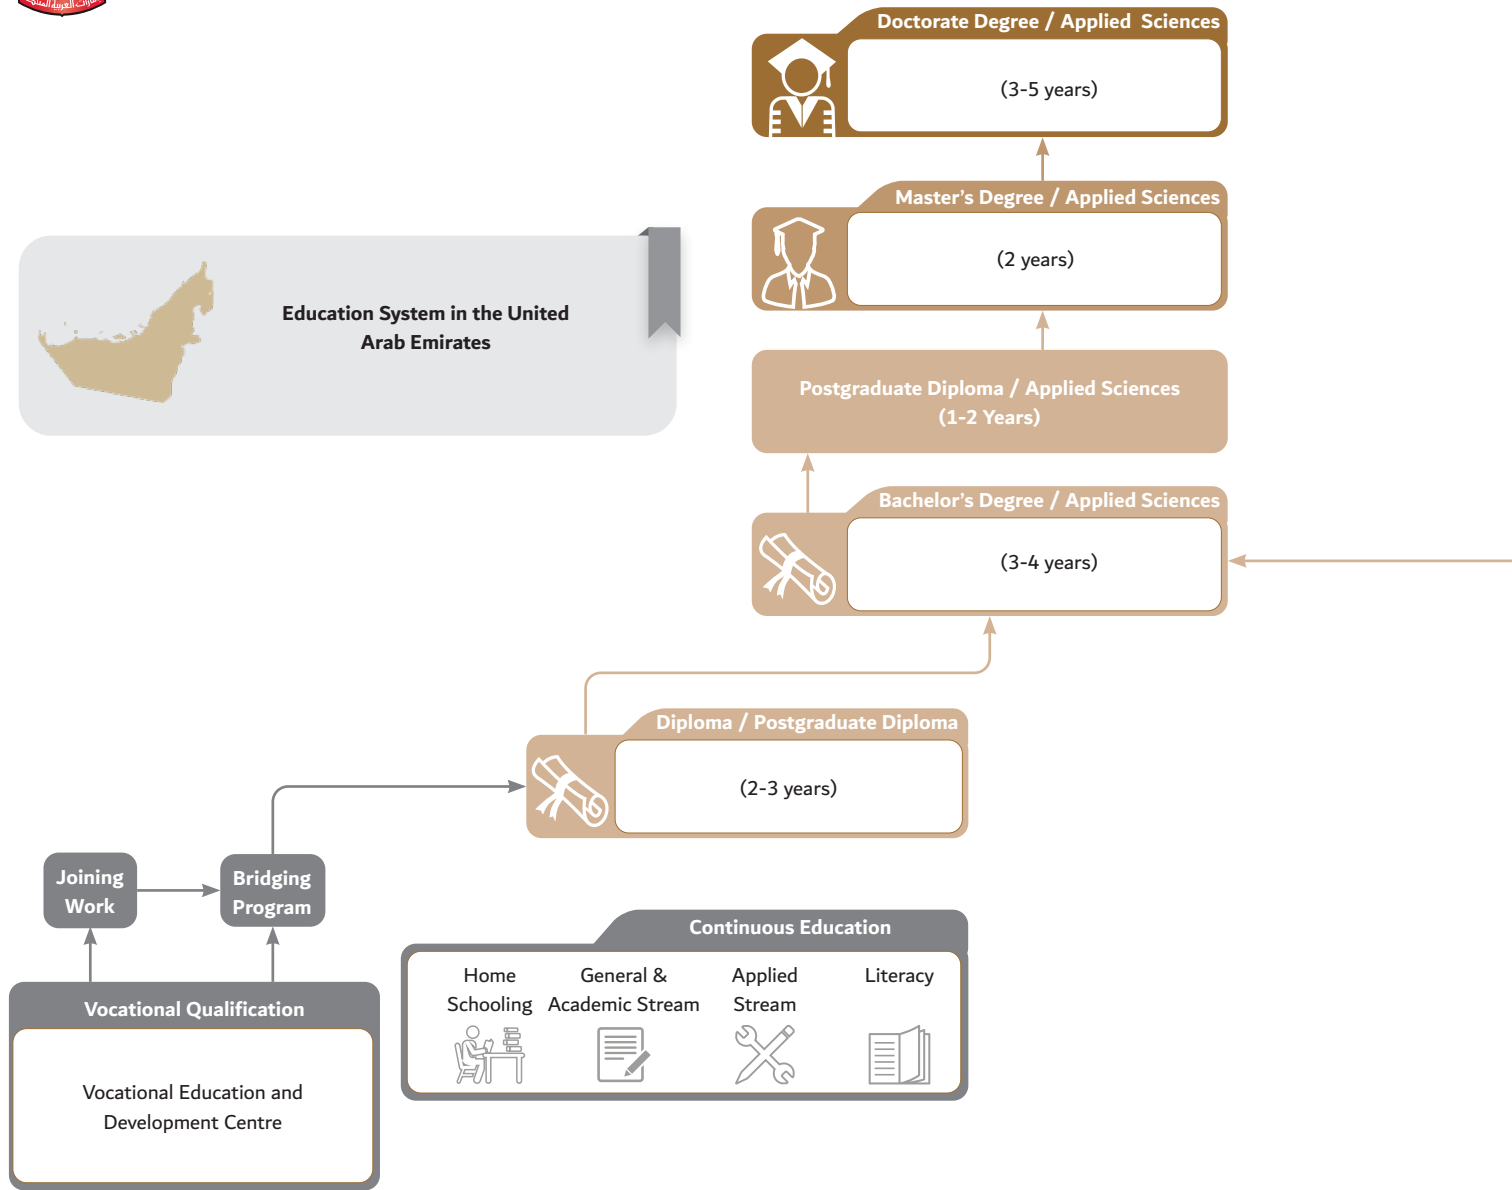 الإمارات العربية المتحدة
Doctorate Degree / Applied Sciences
(3-5 years)
Master's Degree / Applied Sciences
(2 years)
Education System in the United
Arab Emirates
Postgraduate Diploma / Applied Sciences
(1-2 Years)
Bachelor's Degree / Applied Sciences
(3-4 years)
Diploma / Postgraduate Diploma
(2-3 years)
Joining
Work
Bridging
Program
Continuous Education
Home
Schooling
General &
Academic Stream
Applied
Stream
Literacy
Vocational Qualification
Vocational Education and
Development Centre